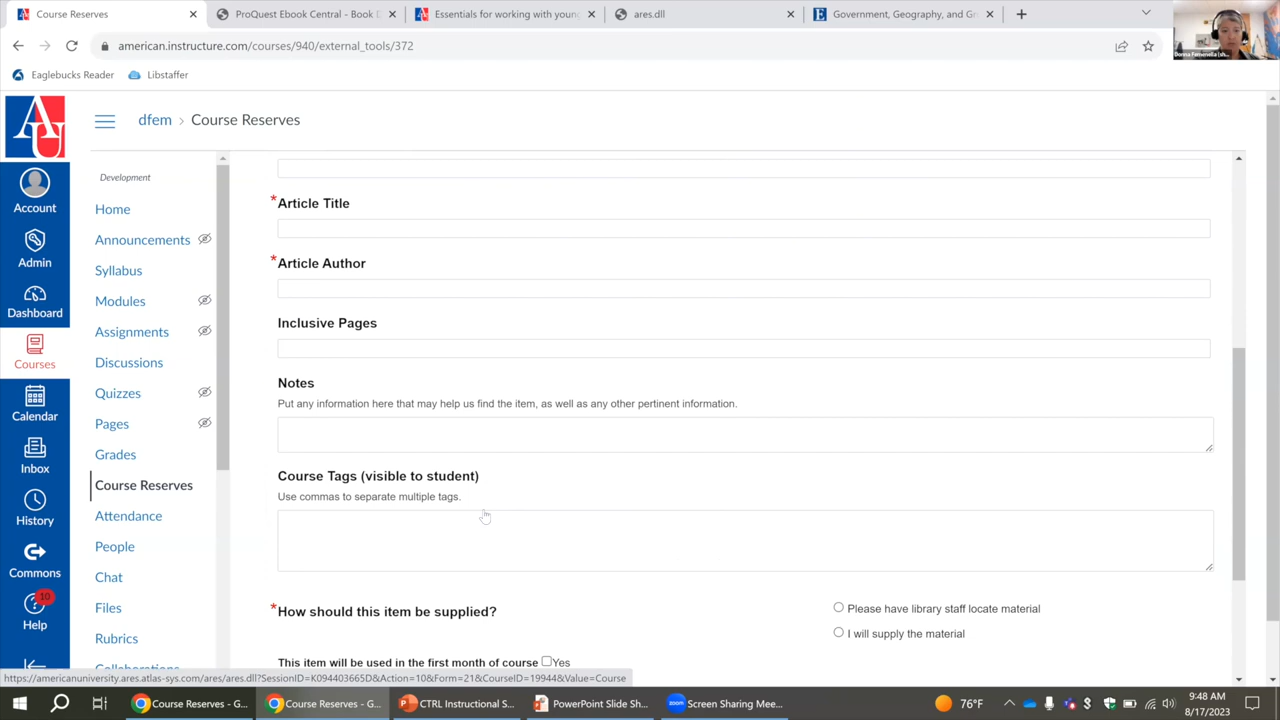 Course Reserves
ProQuest Ebook Central - Book D
Essentials for working with young
ares.dll
Government, Geography, and Gr
american.instructure.com/courses/940/external_tools/372
Eaglebucks Reader
Libstaffer
AU
dfem > Course Reserves
Account
Admin
Dashboard
Courses
Calendar
Inbox
History
Commons
10
Help
Development
Home
Announcements
Syllabus
Modules
Assignments
Discussions
Quizzes
Pages
Grades
Course Reserves
Attendance
People
Chat
Files
Rubrics
Collaborations
*Article Title
*Article Author
Inclusive Pages
Notes
Put any information here that may help us find the item, as well as any other pertinent information.
Course Tags (visible to student)
Use commas to separate multiple tags.
*How should this item be supplied?
Please have library staff locate material
I will supply the material
This item will be used in the first month of course Yes
https://americanuniversity.ares.atlas-sys.com/ares/ares.dll?SessionID=K094403665D&Action=10&Form=21&CourseID=19944&Value=Course
Course Reserves - G...
Course Reserves - G...
CTRL Instructional S...
PowerPoint Slide Sh...
Screen Sharing Mee...
76°F
9:48 AM
8/17/2023